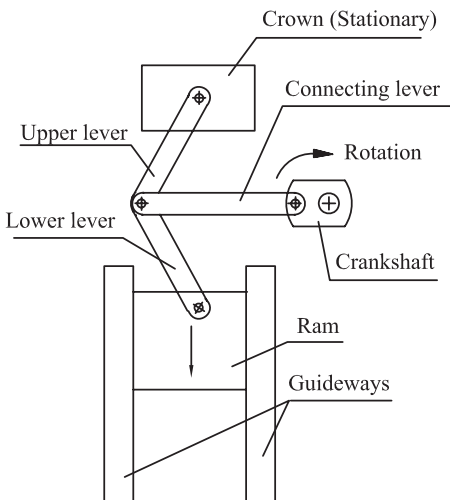 Crown (Stationary)
Connecting lever
Upper lever
Rotation
Lower lever
Crankshaft
Ram
Guideways